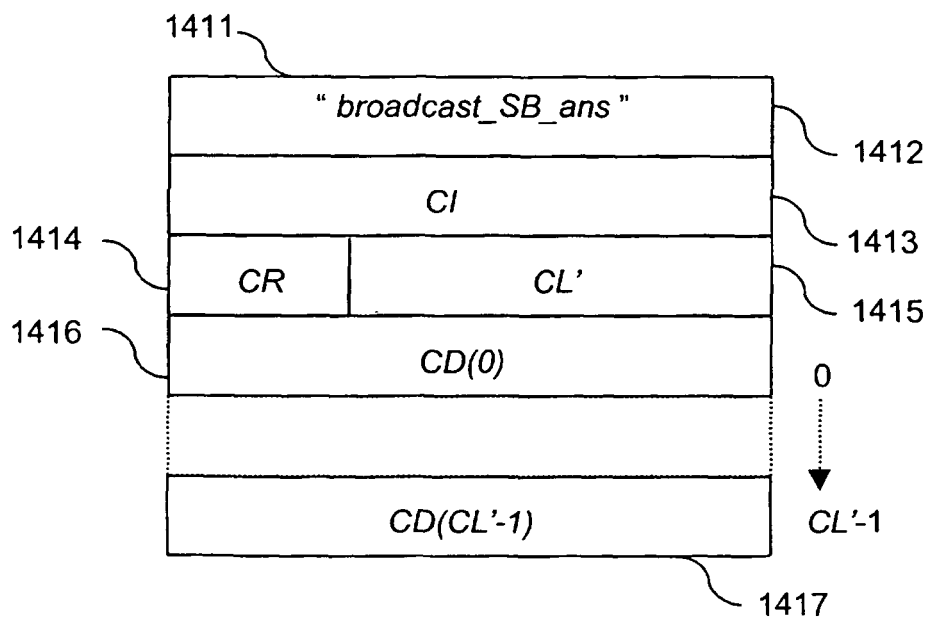 1411
“ broadcast_SB_ans ”
1412
CI
1413
1414
CR CL’
1415
1416
CD(0)
0
CD(CL’-1)
CL’-1
1417